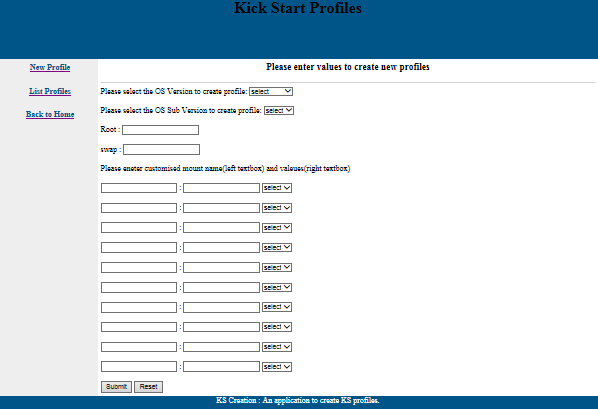 Kick Start Profiles
New Profile
List Profiles
Back to Home
Please enter values to create new profiles
Please select the OS Version to create profile: select
Please select the OS Sub Version to create profile: select
Root :
swap :
Please eneter customised mount name(left textbox) and valeues(right textbox)
: select
: select
: select
: select
: select
: select
: select
: select
: select
: select
Submit Reset
KS Creation : An application to create KS profiles.